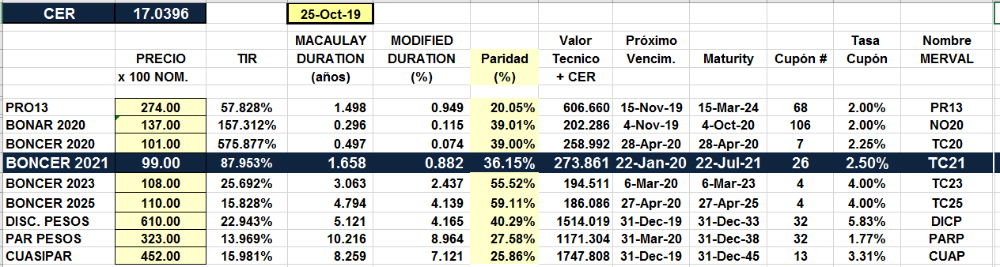 CER 17.0396 25-Oct-19
MACAULAY MODIFIED Valor Próximo Tasa Nombre
PRECIO TIR DURATION DURATION Paridad Tecnico Vencim. Maturity Cupón # Cupón MERVAL
x 100 NOM. (años) (%) (%) + CER
PRO13 274.00 57.828% 1.498 0.949 20.05% 606.660 15-Nov-19 15-Mar-24 68 2.00% PR13
BONAR 2020 137.00 157.312% 0.296 0.115 39.01% 202.286 4-Nov-19 4-Oct-20 106 2.00% NO20
BONCER 2020 101.00 575.877% 0.497 0.074 39.00% 258.992 28-Apr-20 28-Apr-20 7 2.25% TC20
BONCER 2021 99.00 87.953% 1.658 0.882 36.15% 273.861 22-Jan-20 22-Jul-21 26 2.50% TC21
BONCER 2023 108.00 25.692% 3.063 2.437 55.52% 194.511 6-Mar-20 6-Mar-23 4 4.00% TC23
BONCER 2025 110.00 15.828% 4.794 4.139 59.11% 186.086 27-Apr-20 27-Apr-25 4 4.00% TC25
DISC. PESOS 610.00 22.943% 5.121 4.165 40.29% 1514.019 31-Dec-19 31-Dec-33 32 5.83% DICP
PAR PESOS 323.00 13.969% 10.216 8.964 27.58% 1171.304 31-Mar-20 31-Dec-38 32 1.77% PARP
CUASIPAR 452.00 15.981% 8.259 7.121 25.86% 1747.808 31-Dec-19 31-Dec-45 13 3.31% CUAP